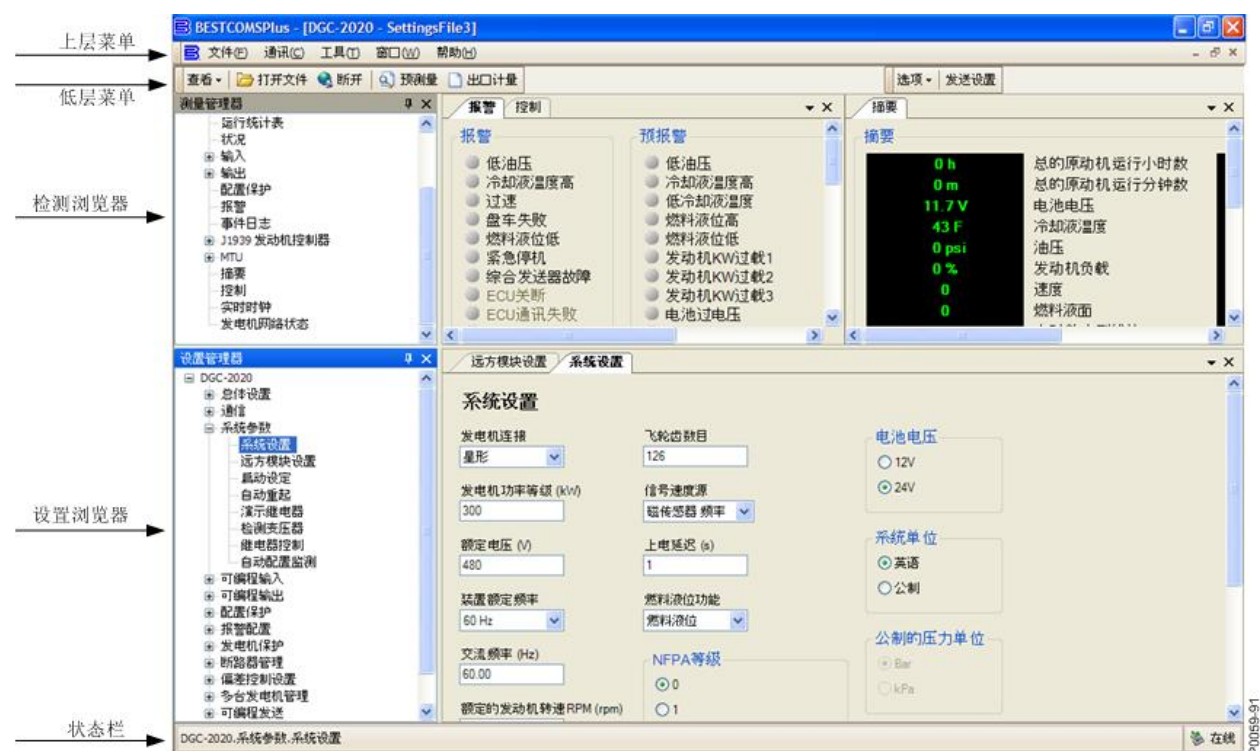 BESTCOMSPlus - [DGC-2020 - SettingsFile3]
上层菜单
文件(F) 通讯(C) 工具(T) 窗口(W) 帮助(H)
低层菜单
查看 打开文件 断开 预测量 出口计量 选项 发送设置
测量管理器
运行统计表
状况
输入
输出
配置保护
报警
事件日志
J1939 发动机控制器
MTU
摘要
控制
实时时钟
发电机网络状态
检测浏览器
报警 控制
报警
低油压
冷却液温度高
过速
盘车失败
燃料液位低
紧急停机
综合发送器故障
ECU关断
ECU通讯失败
预报警
低油压
冷却液温度高
低冷却液温度
燃料液位高
燃料液位低
发动机KW过载1
发动机KW过载2
发动机KW过载3
电池过电压
摘要
摘要
0 h 总的原动机运行小时数
0 m 总的原动机运行分钟数
11.7 V 电池电压
43 F 冷却液温度
0 psi 油压
0 % 发动机负载
0 速度
0 燃料液面
设置管理器
DGC-2020
总体设置
通信
系统参数
系统设置
远方模块设置
启动设定
自动重起
演示继电器
检测变压器
继电器控制
自动配置监测
可编程输入
可编程输出
配置保护
报警配置
发电机保护
断路器管理
偏差控制设置
多台发电机管理
可编程发送
设置浏览器
远方模块设置 系统设置
系统设置
发电机连接
星形
发电机功率等级 (kW)
300
额定电压 (V)
480
装置额定频率
60 Hz
交流频率 (Hz)
60.00
额定的发动机转速RPM (rpm)
飞轮齿数目
126
信号速度源
磁传感器 频率
上电延迟 (s)
1
燃料液位功能
燃料液位
NFPA等级
0
1
电池电压
12V
24V
系统单位
英语
公制
公制的压力单位
Bar
kPa
状态栏
DGC-2020.系统参数.系统设置
在线
P0059-91